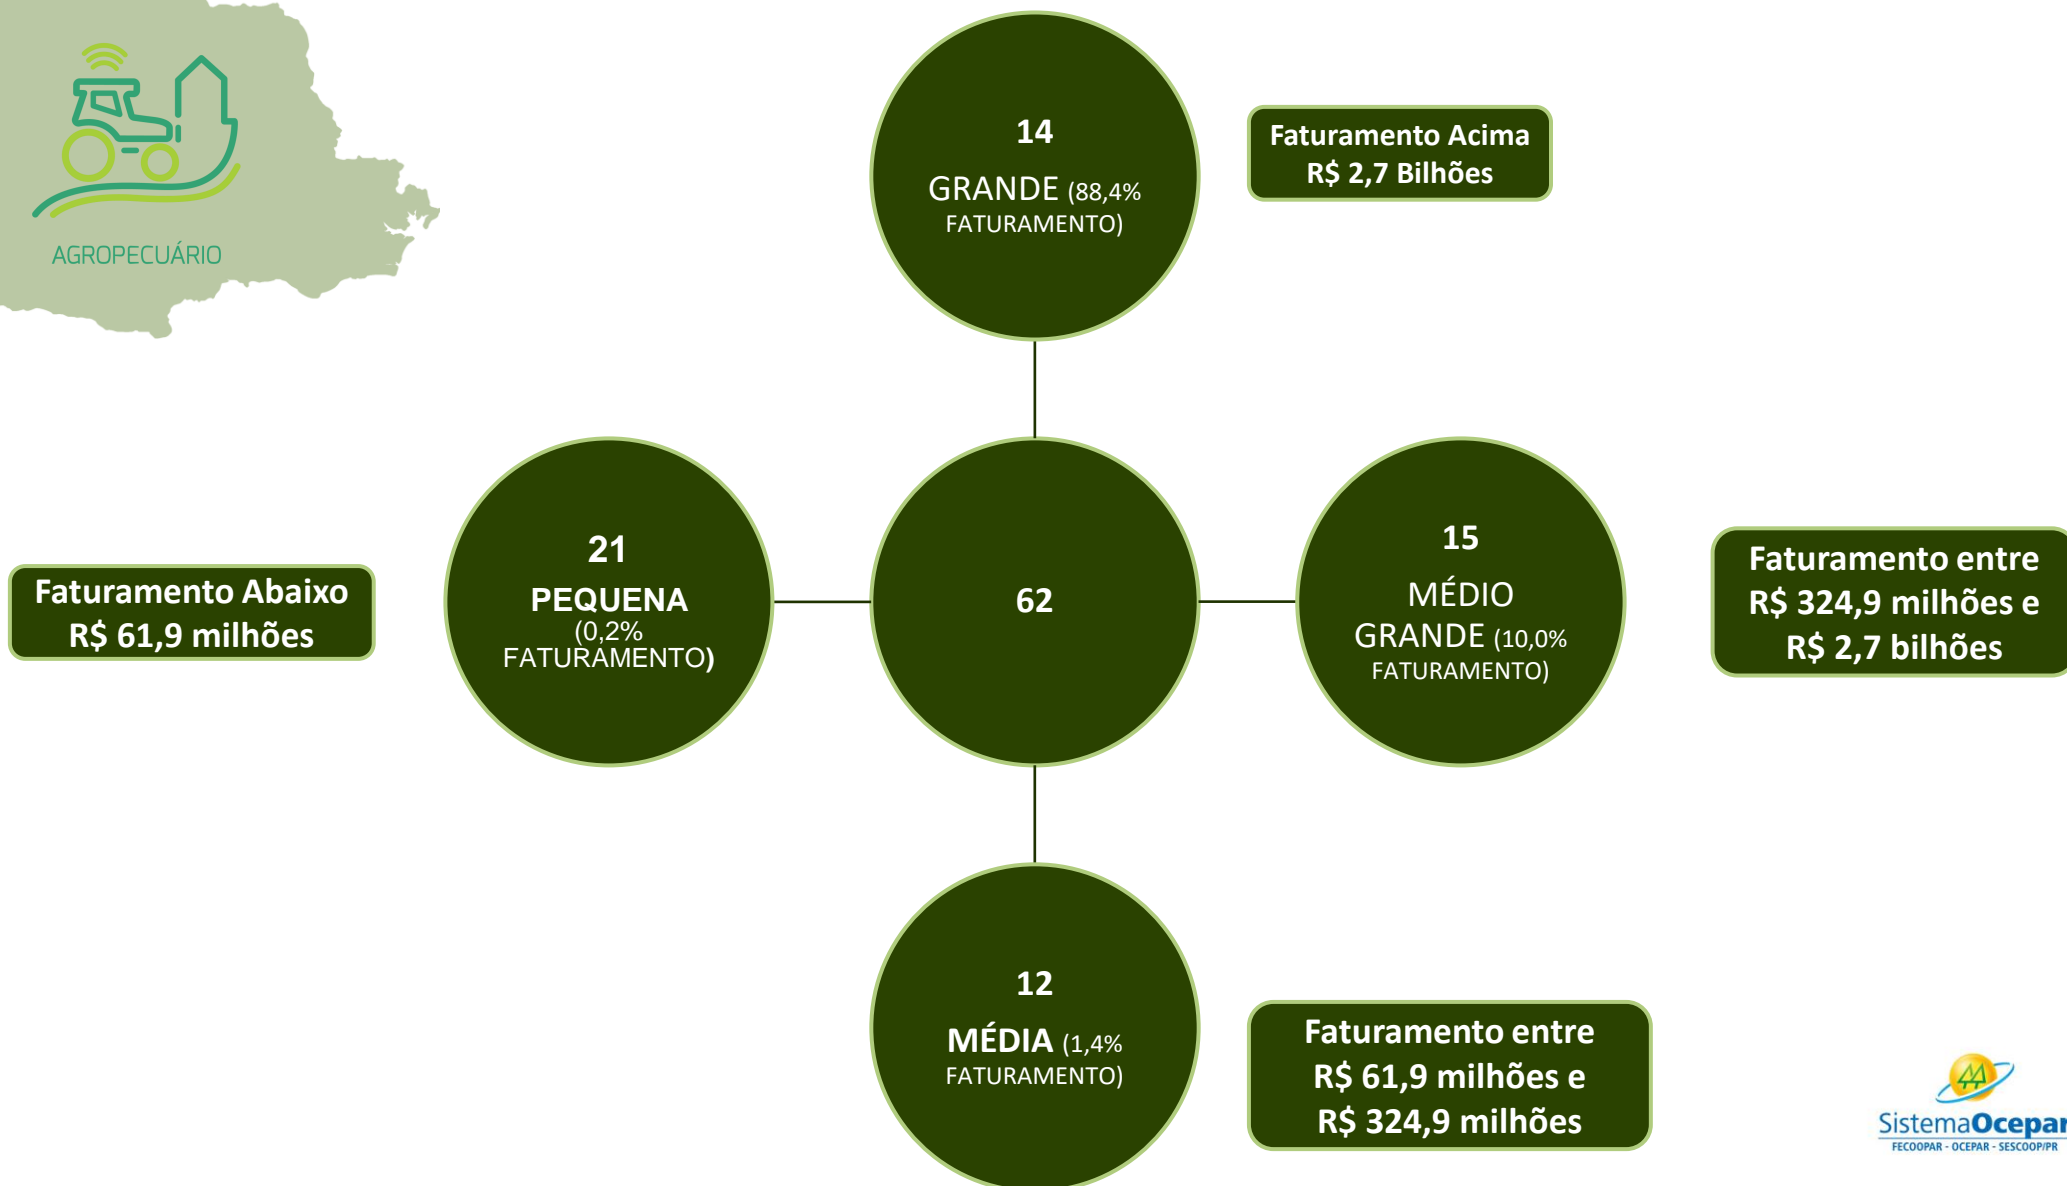 AGROPECUÁRIO
14
GRANDE (88,4%
FATURAMENTO)
Faturamento Acima
R$ 2,7 Bilhões
Faturamento Abaixo
R$ 61,9 milhões
21
PEQUENA
(0,2%
FATURAMENTO)
62
15
MÉDIO
GRANDE (10,0%
FATURAMENTO)
Faturamento entre
R$ 324,9 milhões e
R$ 2,7 bilhões
12
MÉDIA (1,4%
FATURAMENTO)
Faturamento entre
R$ 61,9 milhões e
R$ 324,9 milhões
SistemaOcepar
FECOOPAR - OCEPAR - SESCOOP/PR